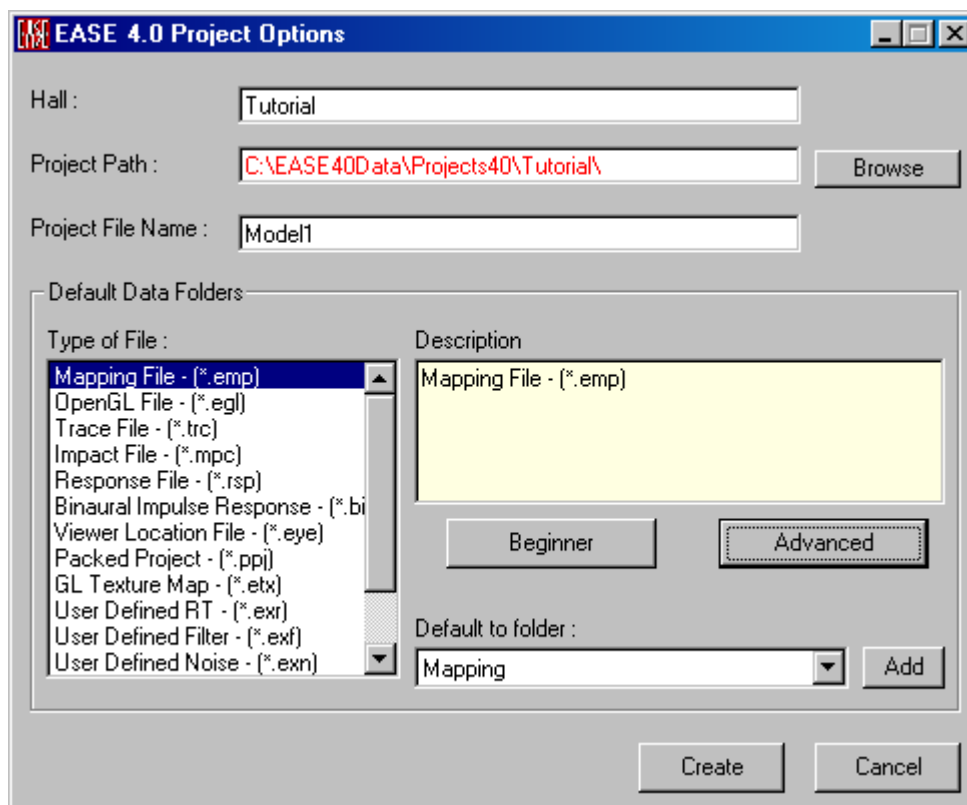 EASE 4.0 Project Options
Hall :
Tutorial
Project Path :
C:\EASE40Data\Projects40\Tutorial\
Browse
Project File Name :
Model1
Default Data Folders
Type of File :
Mapping File - (*.emp)
OpenGL File - (*.egl)
Trace File - (*.trc)
Impact File - (*.mpc)
Response File - (*.rsp)
Binaural Impulse Response - (*.bi
Viewer Location File - (*.eye)
Packed Project - (*.ppj)
GL Texture Map - (*.etx)
User Defined RT - (*.exr)
User Defined Filter - (*.exf)
User Defined Noise - (*.exn)
Description
Mapping File - (*.emp)
Beginner
Advanced
Default to folder :
Mapping
Add
Create
Cancel